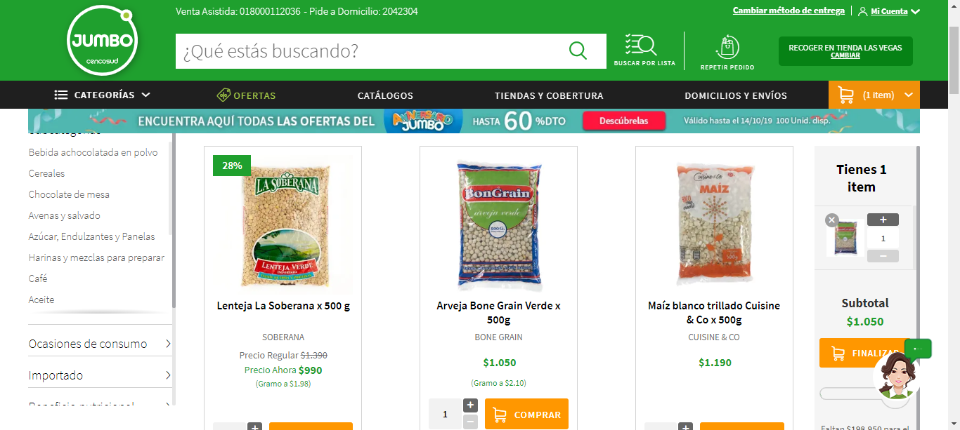 Venta Asistida: 018000112036 - Pide a Domicilio: 2042304
Cambiar método de entrega
Mi Cuenta
JUMBO
cencosud
¿Qué estás buscando?
BUSCAR POR LISTA
REPETIR PEDIDO
RECOGER EN TIENDA LAS VEGAS
CAMBIAR
CATEGORÍAS
OFERTAS
CATÁLOGOS
TIENDAS Y COBERTURA
DOMICILIOS Y ENVÍOS
(1 item)
ENCUENTRA AQUÍ TODAS LAS OFERTAS DEL
JUMBO
HASTA 60 %DTO
Descúbrelas
Válido hasta el 14/10/19 100 Unid. disp.
Bebida achocolatada en polvo
Cereales
Chocolate de mesa
Avenas y salvado
Azúcar, Endulzantes y Panelas
Harinas y mezclas para preparar
Café
Aceite
Ocasiones de consumo
Importado
Beneficio nutricional
28%
LA SOBERANA
LENTEJA VERDE
Lenteja La Soberana x 500 g
SOBERANA
Precio Regular $1.390
Precio Ahora $990
(Gramo a $1.98)
BonGrain
arveja verde
Arveja Bone Grain Verde x
500g
BONE GRAIN
$1.050
(Gramo a $2.10)
1
+
−
COMPRAR
MAÍZ
Maíz blanco trillado Cuisine
& Co x 500g
CUISINE & CO
$1.190
Tienes 1
item
+
1
−
Subtotal
$1.050
FINALIZAR
Faltan $198.950 para el